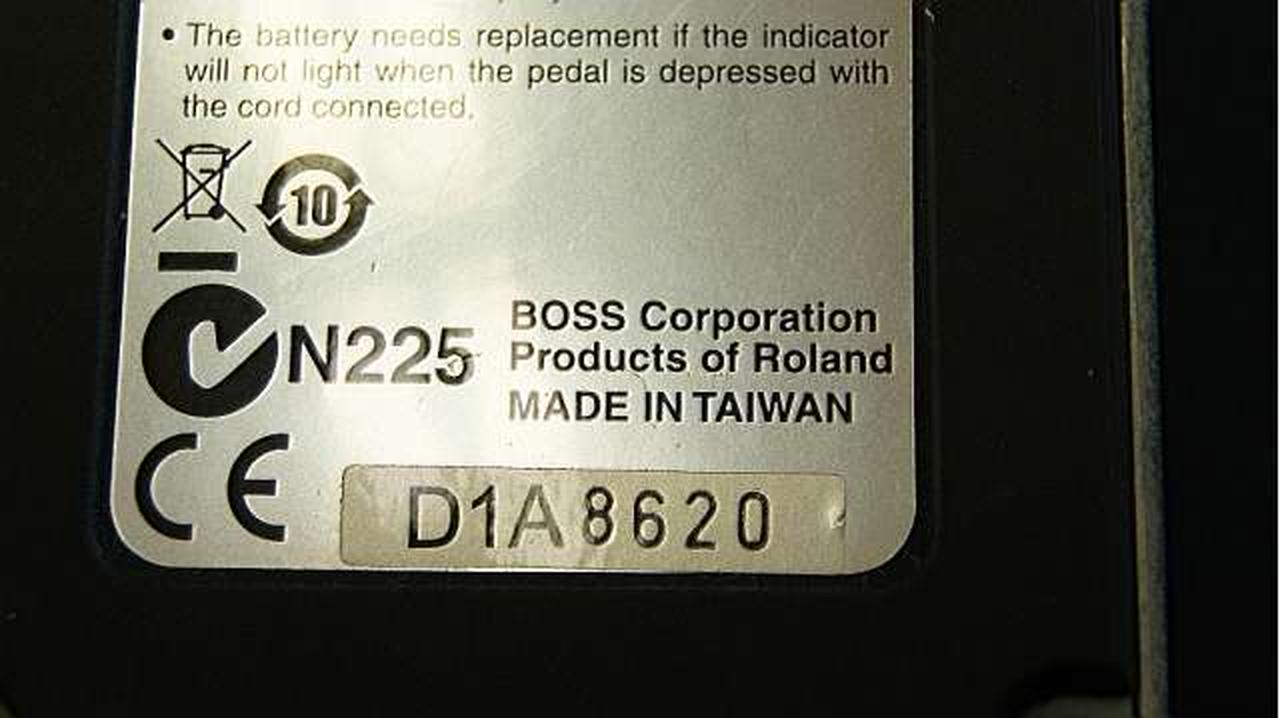 • The battery needs replacement if the indicator
will not light when the pedal is depressed with
the cord connected.
10
N225
BOSS Corporation
Products of Roland
MADE IN TAIWAN
CE
D1A8620